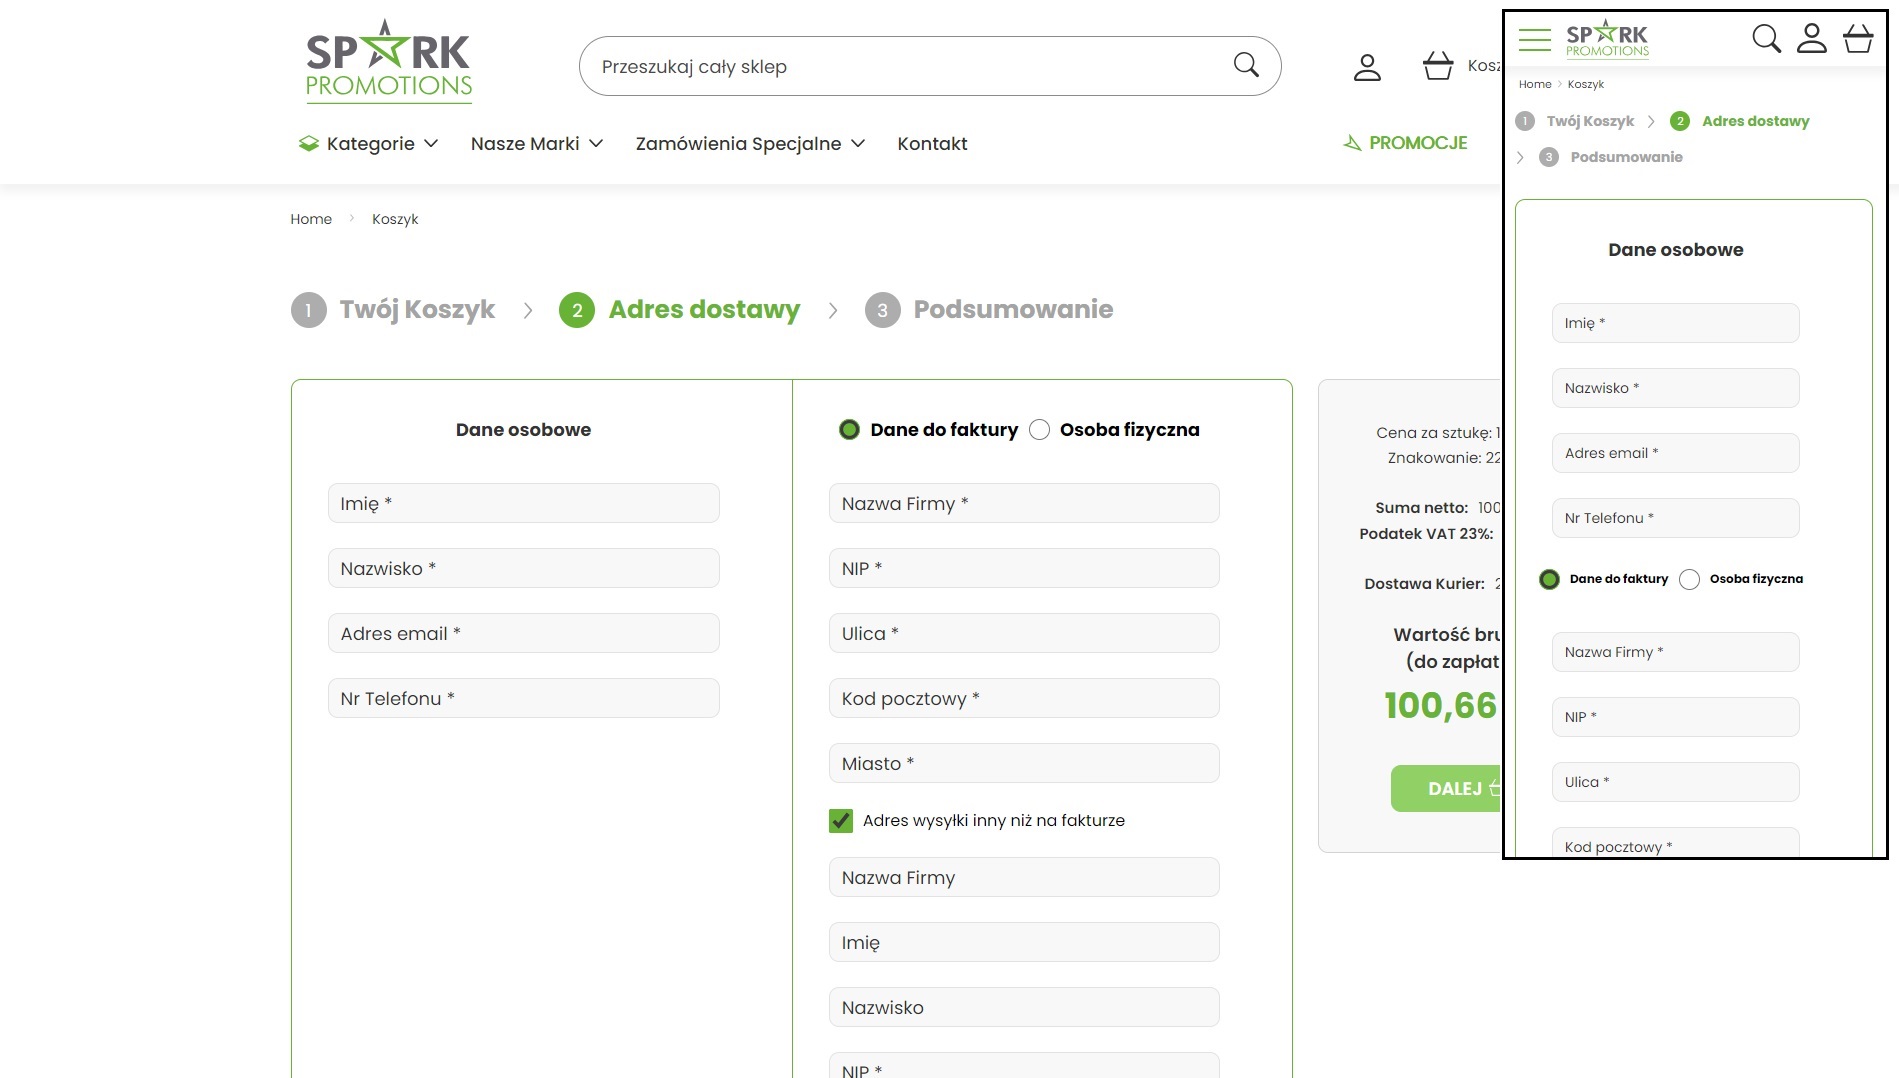 SPARK
PROMOTIONS
Przeszukaj cały sklep
Kategorie
Nasze Marki
Zamówienia Specjalne
Kontakt
PROMOCJE
Home
Koszyk
1 Twój Koszyk
2 Adres dostawy
3 Podsumowanie
Dane osobowe
Imię *
Nazwisko *
Adres email *
Nr Telefonu *
Dane do faktury
Osoba fizyczna
Nazwa Firmy *
NIP *
Ulica *
Kod pocztowy *
Miasto *
Adres wysyłki inny niż na fakturze
Nazwa Firmy
Imię
Nazwisko
NIP *
Cena za sztukę:
Znakowanie: 22
Suma netto: 100
Podatek VAT 23%:
Dostawa Kurier:
Wartość
(do
100,66
DALEJ
SPARK
PROMOTIONS
Home
Koszyk
1 Twój Koszyk
2 Adres dostawy
3 Podsumowanie
Dane osobowe
Imię *
Nazwisko *
Adres email *
Nr Telefonu *
Dane do faktury
Osoba fizyczna
Nazwa Firmy *
NIP *
Ulica *
Kod pocztowy *